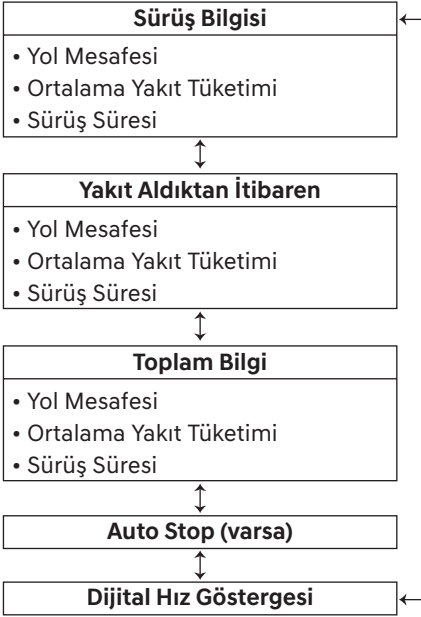 Sürüş Bilgisi
• Yol Mesafesi
• Ortalama Yakıt Tüketimi
• Sürüş Süresi
Yakıt Aldıktan İtibaren
• Yol Mesafesi
• Ortalama Yakıt Tüketimi
• Sürüş Süresi
Toplam Bilgi
• Yol Mesafesi
• Ortalama Yakıt Tüketimi
• Sürüş Süresi
Auto Stop (varsa)
Dijital Hız Göstergesi